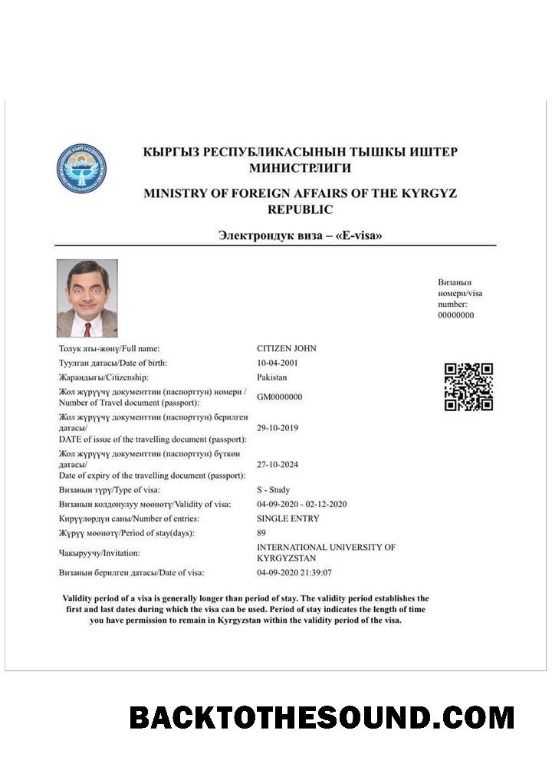 КЫРГЫЗ РЕСПУБЛИКАСЫНЫН ТЫШКЫ ИШТЕР
МИНИСТРЛИГИ
MINISTRY OF FOREIGN AFFAIRS OF THE KYRGYZ
REPUBLIC
Электрондук виза – «E-visa»
Визанын
номери/visa
number:
00000000
Толук аты-жөнү/Full name: CITIZEN JOHN
Туулган датасы/Date of birth: 10-04-2001
Жарандыгы/Citizenship: Pakistan
Жол жүрүүчү документтин (паспорттун) номери /
Number of Travel document (passport): GM0000000
Жол жүрүүчү документтин (паспорттун) берилген
датасы/ 29-10-2019
DATE of issue of the travelling document (passport):
Жол жүрүүчү документтин (паспорттун) бүткөн
датасы/ 27-10-2024
Date of expiry of the travelling document (passport):
Визанын түрү/Type of visa: S - Study
Визанын колдонулуу мөөнөтү/Validity of visa: 04-09-2020 - 02-12-2020
Кирүүлөрдүн саны/Number of entries: SINGLE ENTRY
Жүрүү мөөнөтү/Period of stay(days): 89
Чакыруучу/Invitation: INTERNATIONAL UNIVERSITY OF
KYRGYZSTAN
Визанын берилген датасы/Date of visa: 04-09-2020 21:39:07
Validity period of a visa is generally longer than period of stay. The validity period establishes the
first and last dates during which the visa can be used. Period of stay indicates the length of time
you have permission to remain in Kyrgyzstan within the validity period of the visa.
BACKTOTHESOUND.COM